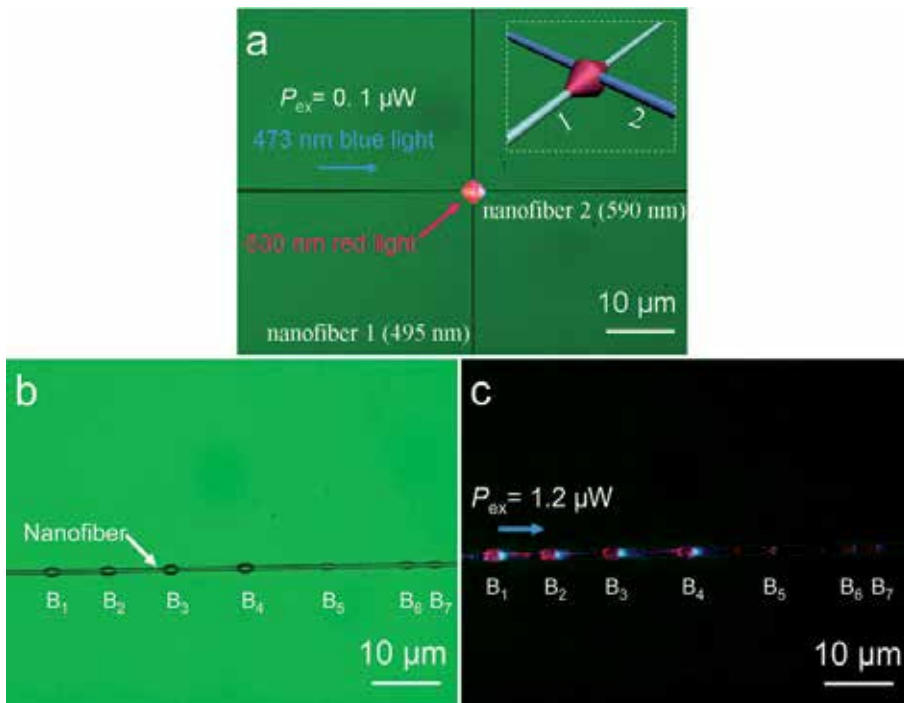 a
1
2
P_ex = 0. 1 µW
473 nm blue light
nanofiber 2 (590 nm)
630 nm red light
10 µm
nanofiber 1 (495 nm)
b
Nanofiber
B₁ B₂ B₃ B₄ B₅ B₆ B₇
10 µm
c
P_ex = 1.2 µW
B₁ B₂ B₃ B₄ B₅ B₆ B₇
10 µm